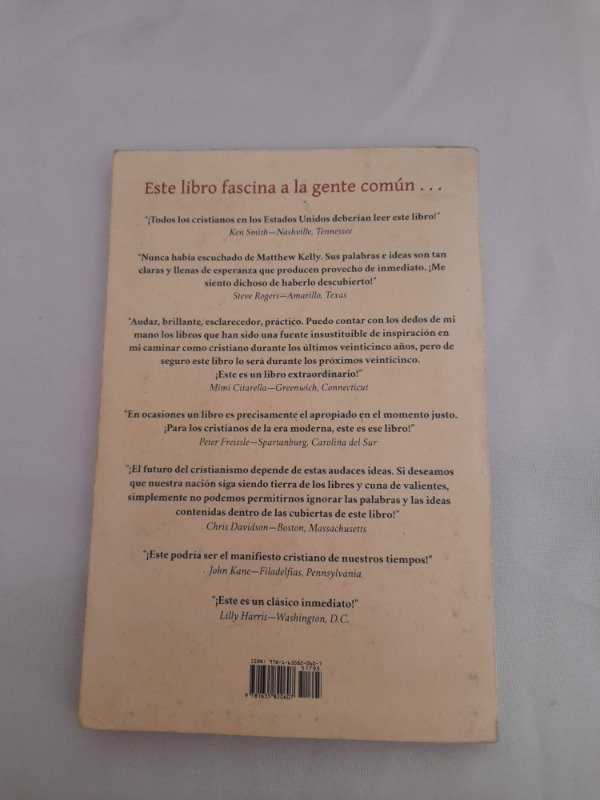 Este libro fascina a la gente común . . .
"¡Todos los cristianos en los Estados Unidos deberían leer este libro!"
Ken Smith—Nashville, Tennessee
"Nunca había escuchado de Matthew Kelly. Sus palabras e ideas son tan
claras y llenas de esperanza que producen provecho de inmediato. ¡Me
siento dichoso de haberlo descubierto!"
Steve Rogers—Amarillo, Texas
"Audaz, brillante, esclarecedor, práctico. Puedo contar con los dedos de mi
mano los libros que han sido una fuente insustituible de inspiración en
mi caminar como cristiano durante los últimos veinticinco años, pero de
seguro este libro lo será durante los próximos veinticinco.
¡Este es un libro extraordinario!"
Mimi Citarella—Greenwich, Connecticut
"En ocasiones un libro es precisamente el apropiado en el momento justo.
¡Para los cristianos de la era moderna, este es ese libro!"
Peter Freissle—Spartanburg, Carolina del Sur
"¡El futuro del cristianismo depende de estas audaces ideas. Si deseamos
que nuestra nación siga siendo tierra de los libres y cuna de valientes,
simplemente no podemos permitirnos ignorar las palabras y las ideas
contenidas dentro de las cubiertas de este libro!"
Chris Davidson—Boston, Massachusetts
"¡Este podría ser el manifiesto cristiano de nuestros tiempos!"
John Kane—Filadelfias, Pennsylvania
"¡Este es un clásico inmediato!"
Lilly Harris—Washington, D.C.
ISBN: 978-1-63582-060-7
51795
9 781635 820607